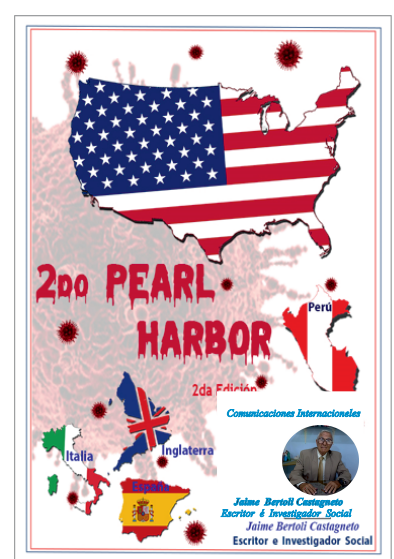 2DO PEARL
HARBOR
Perú
2da Edición
Comunicaciones Internacioneles
Italia
Inglaterra
España
Jaime Bertoli Castagneto
Escritor é Investigador Social
Jaime Bertoli Castagneto
Escritor e Investigador Social